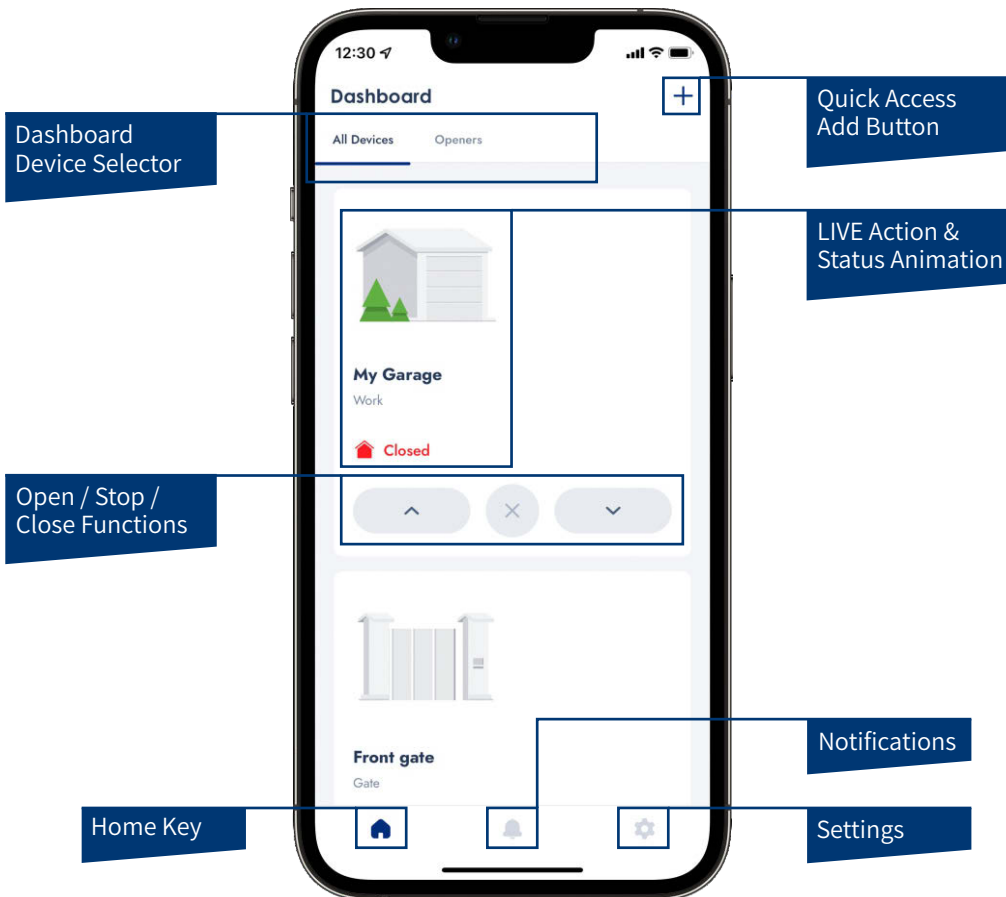 12:30
Dashboard
Quick Access
Add Button
Dashboard
Device Selector
All Devices
Openers
LIVE Action &
Status Animation
My Garage
Work
Closed
Open / Stop /
Close Functions
Front gate
Gate
Notifications
Home Key
Settings